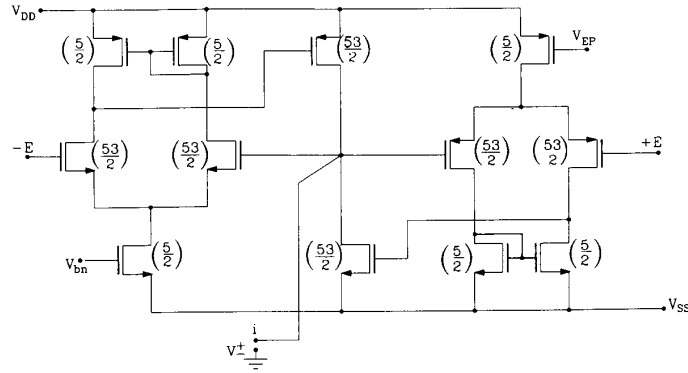 V_DD
(5/2) (5/2) (53/2) (5/2) V_EP
-E (53/2) (53/2) (53/2) (53/2) +E
V_bn (5/2) (53/2) (5/2) (5/2)
V_SS
i
V +
-